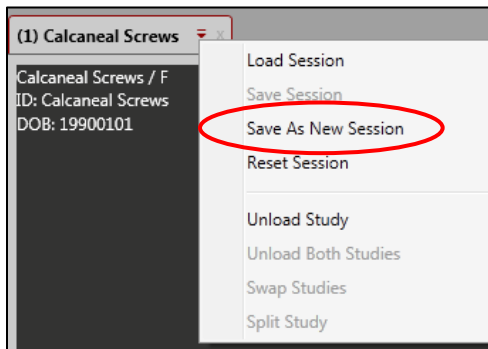 (1) Calcaneal Screws x
Calcaneal Screws / F
ID: Calcaneal Screws
DOB: 19900101
Load Session
Save Session
Save As New Session
Reset Session
Unload Study
Unload Both Studies
Swap Studies
Split Study